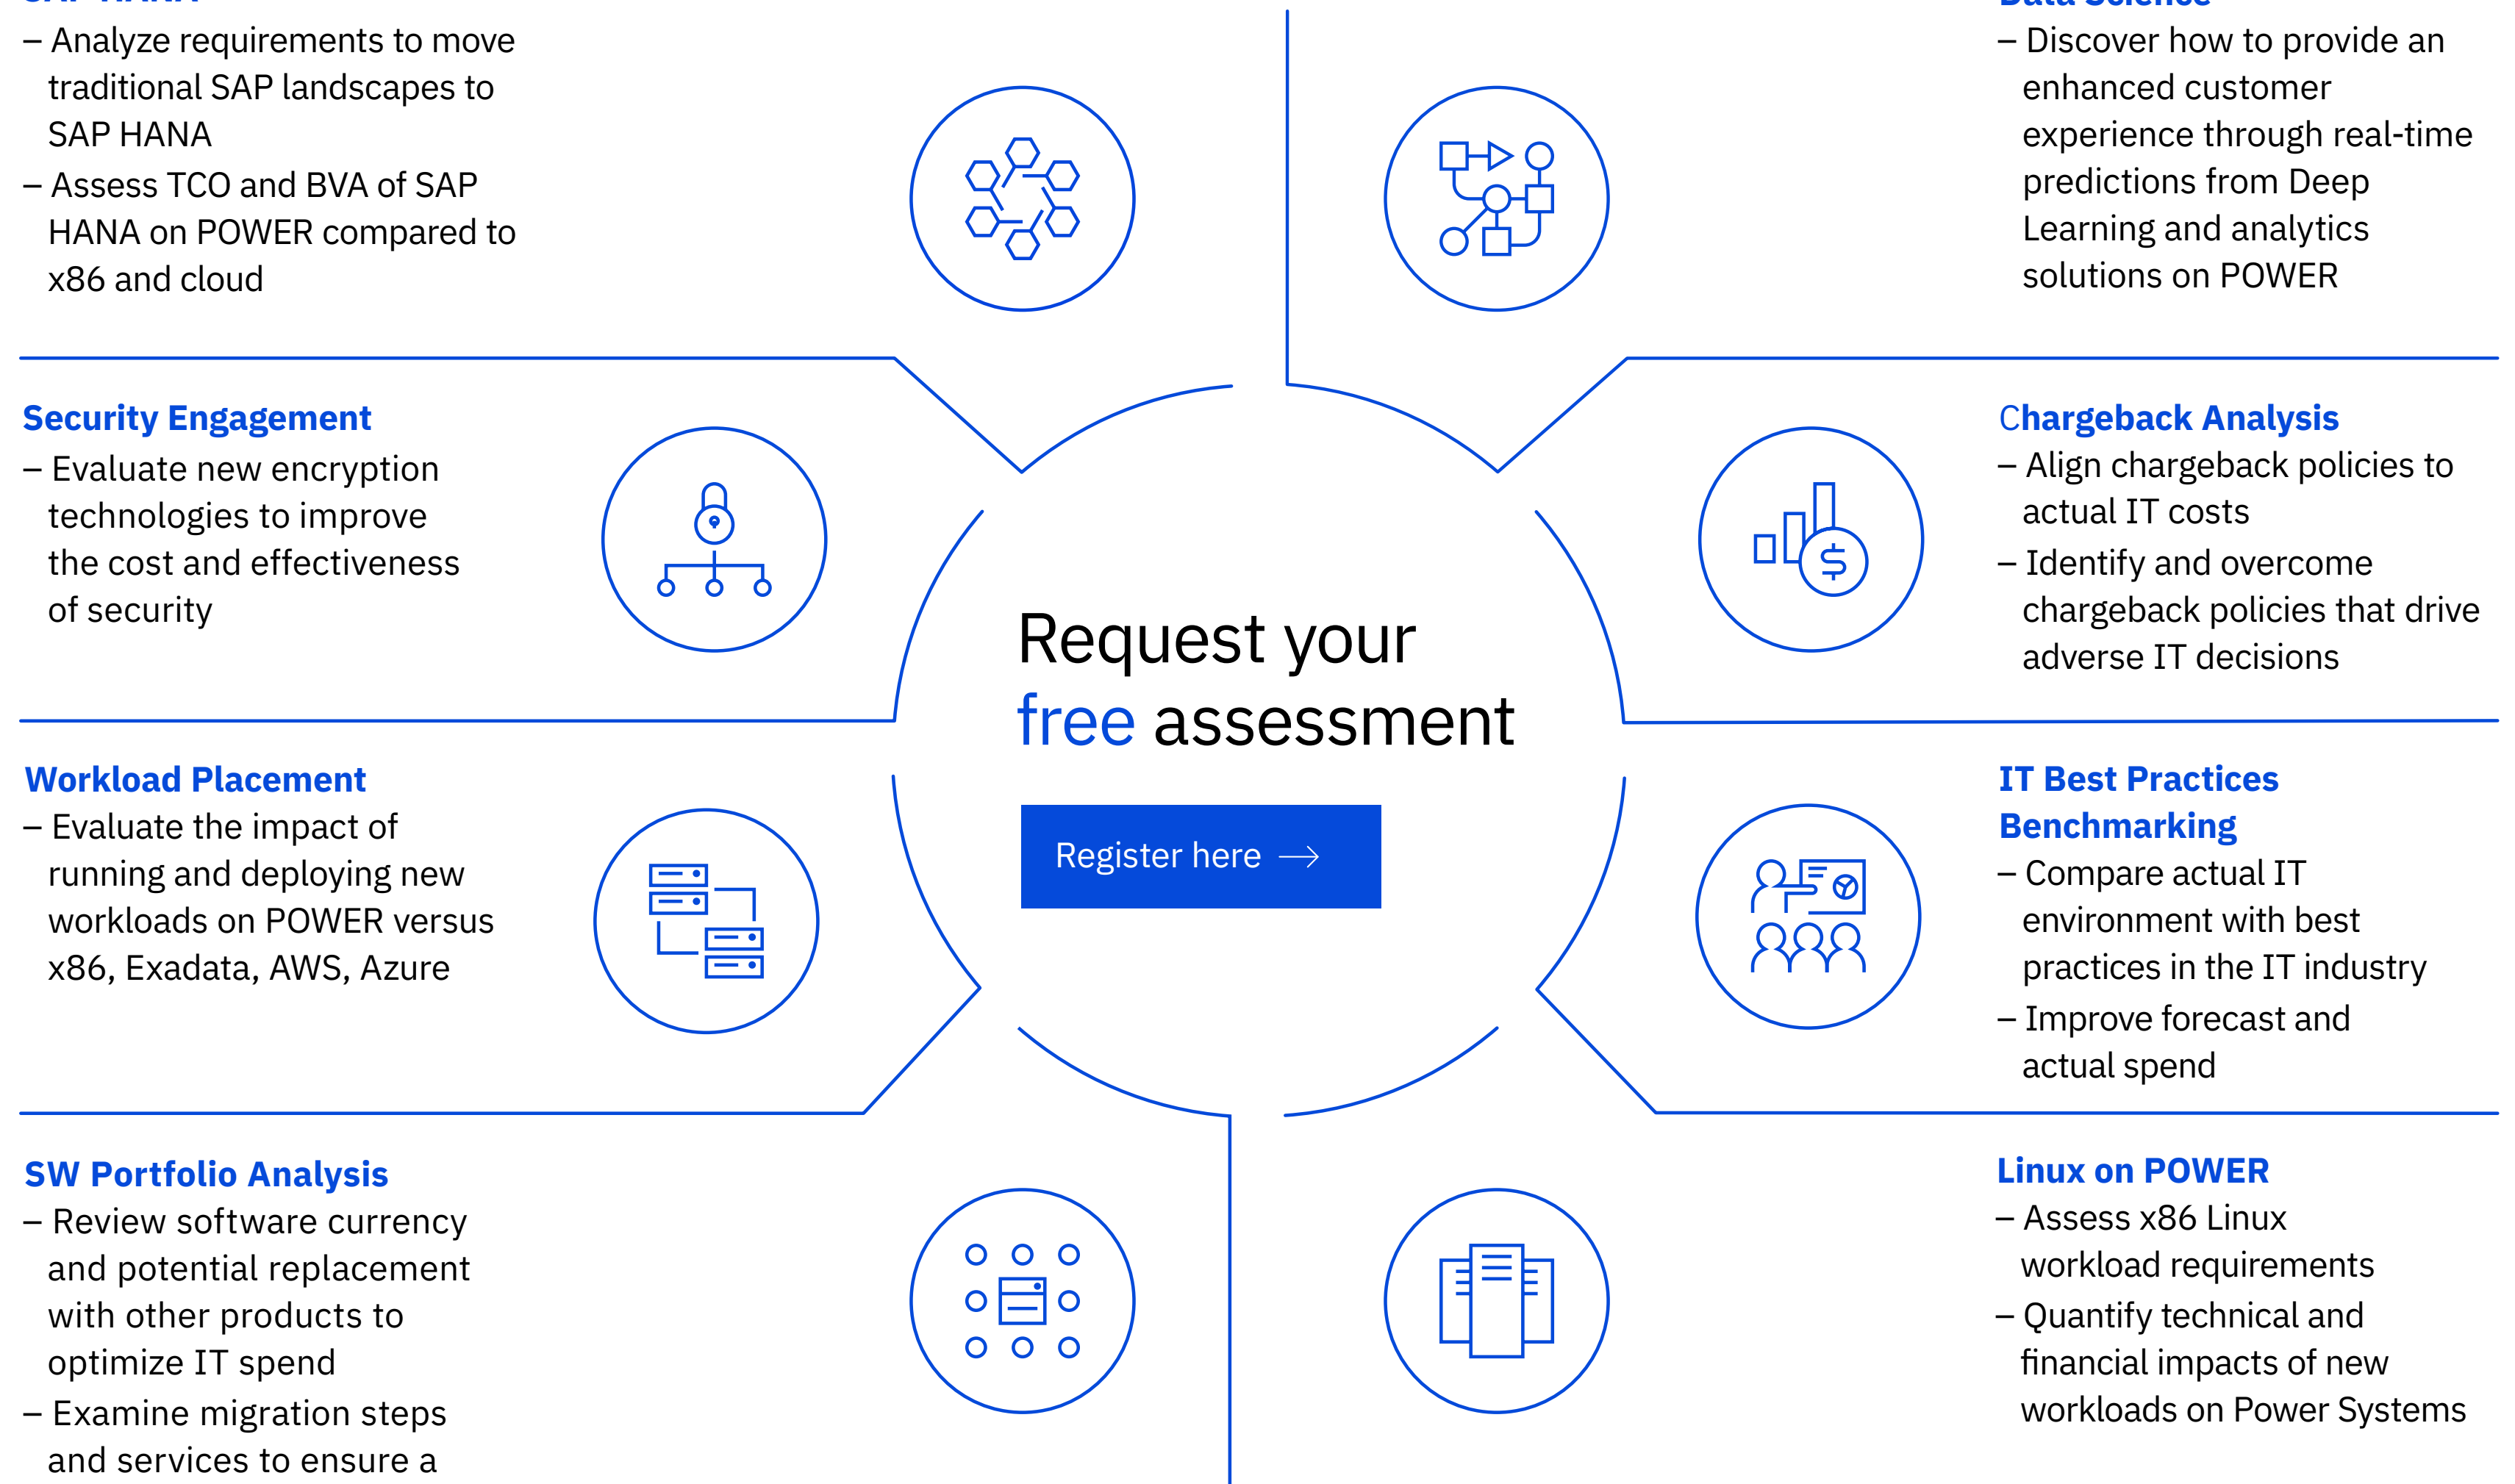 SAP HANA
– Analyze requirements to move
traditional SAP landscapes to
SAP HANA
– Assess TCO and BVA of SAP
HANA on POWER compared to
x86 and cloud
Security Engagement
– Evaluate new encryption
technologies to improve
the cost and effectiveness
of security
Workload Placement
– Evaluate the impact of
running and deploying new
workloads on POWER versus
x86, Exadata, AWS, Azure
SW Portfolio Analysis
– Review software currency
and potential replacement
with other products to
optimize IT spend
– Examine migration steps
and services to ensure a
Request your
free assessment
Register here →
Data Science
– Discover how to provide an
enhanced customer
experience through real-time
predictions from Deep
Learning and analytics
solutions on POWER
Chargeback Analysis
– Align chargeback policies to
actual IT costs
– Identify and overcome
chargeback policies that drive
adverse IT decisions
IT Best Practices
Benchmarking
– Compare actual IT
environment with best
practices in the IT industry
– Improve forecast and
actual spend
Linux on POWER
– Assess x86 Linux
workload requirements
– Quantify technical and
financial impacts of new
workloads on Power Systems